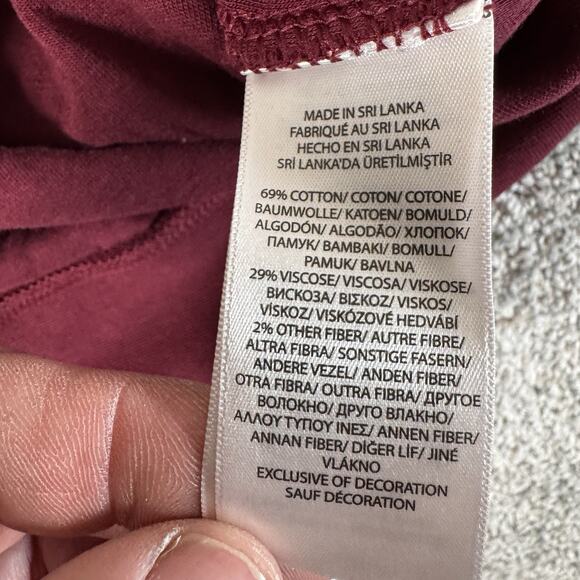 MADE IN SRI LANKA
FABRIQUÉ AU SRI LANKA
HECHO EN SRI LANKA
SRİ LANKA'DA ÜRETİLMİŞTİR
69% COTTON/ COTON/ COTONE/
BAUMWOLLE/ KATOEN/ BOMULD/
ALGODÓN/ ALGODÃO/ ХЛОПОК/
ПАМУК/ ΒΑΜΒΑΚΙ/ BOMULL/
PAMUK/ BAVLNA
29% VISCOSE/ VISCOSA/ VISKOSE/
ВИСКОЗА/ ΒΙΣΚΟΖ/ VISKOS/
VİSKOZ/ VISKÓZOVÉ HEDVÁBÍ
2% OTHER FIBER/ AUTRE FIBRE/
ALTRA FIBRA/ SONSTIGE FASERN/
ANDERE VEZEL/ ANDEN FIBER/
OTRA FIBRA/ OUTRA FIBRA/ ДРУГОЕ
ВОЛОКНО/ ДРУГО ВЛАКНО/
ΑΛΛΟΥ ΤΥΠΟΥ ΙΝΕΣ/ ANNEN FIBER/
ANNAN FIBER/ DİĞER LİF/ JINÉ
VLÁKNO
EXCLUSIVE OF DECORATION
SAUF DÉCORATION